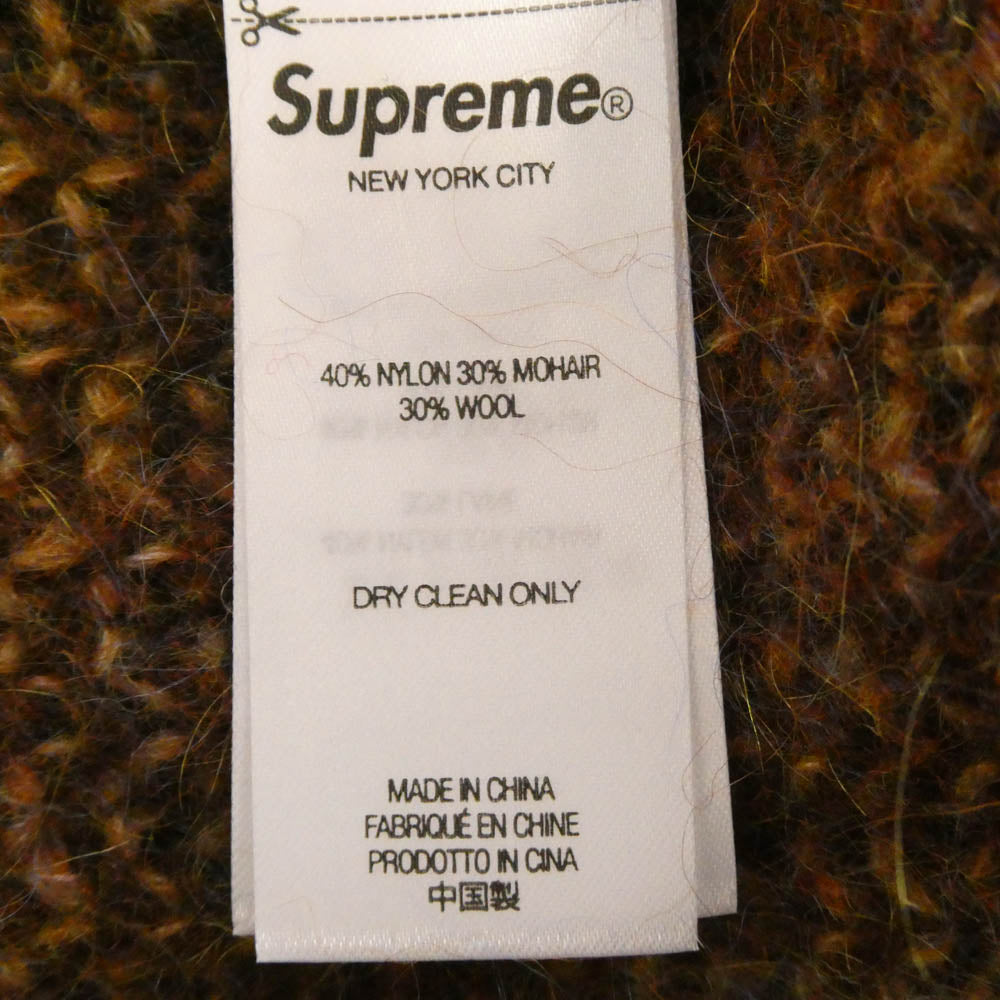 Supreme®
NEW YORK CITY
40% NYLON 30% MOHAIR
30% WOOL
DRY CLEAN ONLY
MADE IN CHINA
FABRIQUÉ EN CHINE
PRODOTTO IN CINA
中国製